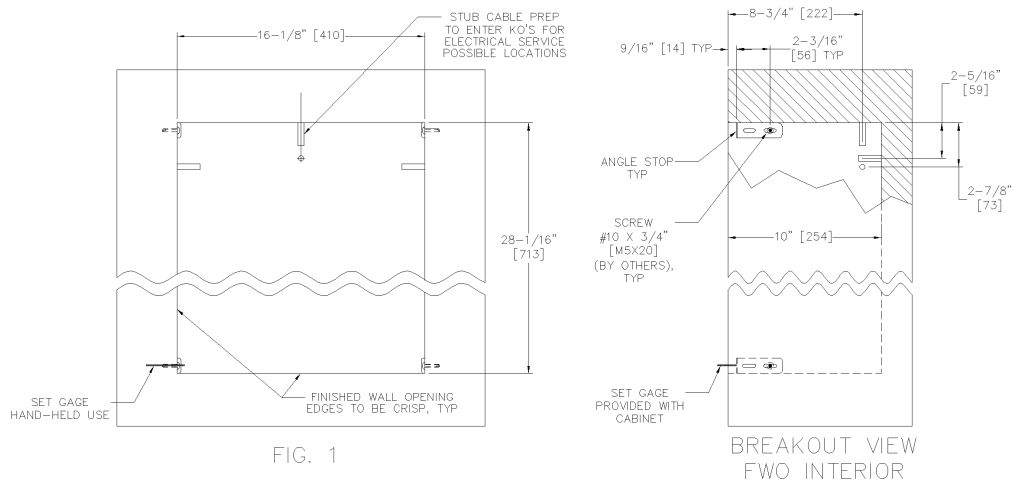 16-1/8" [410]
STUB CABLE PREP
TO ENTER KO'S FOR
ELECTRICAL SERVICE
POSSIBLE LOCATIONS
28-1/16"
[713]
SET GAGE
HAND-HELD USE
FINISHED WALL OPENING
EDGES TO BE CRISP, TYP
FIG. 1
8-3/4" [222]
9/16" [14] TYP
2-3/16"
[56] TYP
2-5/16"
[59]
ANGLE STOP
TYP
2-7/8"
[73]
SCREW
#10 X 3/4"
[M5X20]
(BY OTHERS),
TYP
10" [254]
SET GAGE
PROVIDED WITH
CABINET
BREAKOUT VIEW
FWO INTERIOR